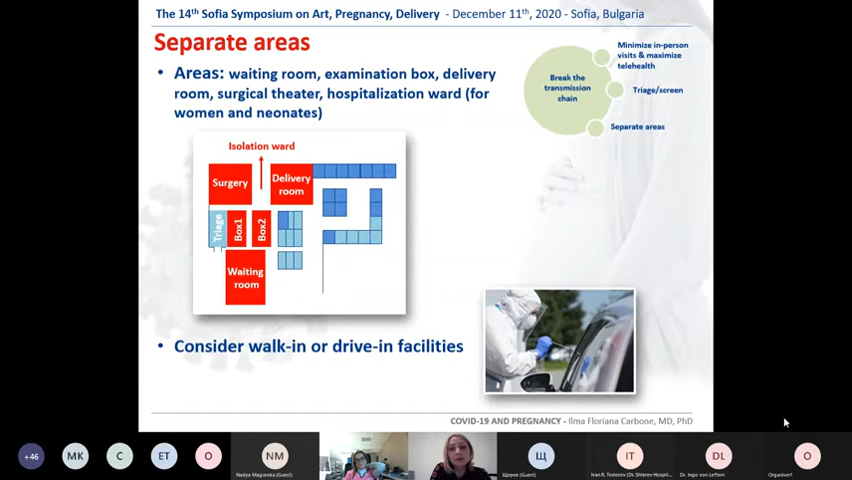 The 14th Sofia Symposium on Art, Pregnancy, Delivery - December 11th, 2020 - Sofia, Bulgaria
Separate areas
• Areas: waiting room, examination box, delivery
room, surgical theater, hospitalization ward (for
women and neonates)
Break the
transmission
chain
Minimize in-person
visits & maximize
telehealth
Triage/screen
Separate areas
Isolation ward
Surgery
Delivery
room
Triage
Box1
Box2
Waiting
room
• Consider walk-in or drive-in facilities
COVID-19 AND PREGNANCY - Ilma Floriana Carbone, MD, PhD
+46
MK
C
ET
O
NM
Nadya Magunska (Guest)
Щ
Щерев (Guest)
IT
Ivan R. Todorov (Dr. Shterev Hospit...
DL
Dr. Ingo von Leffern
O
Organiser1